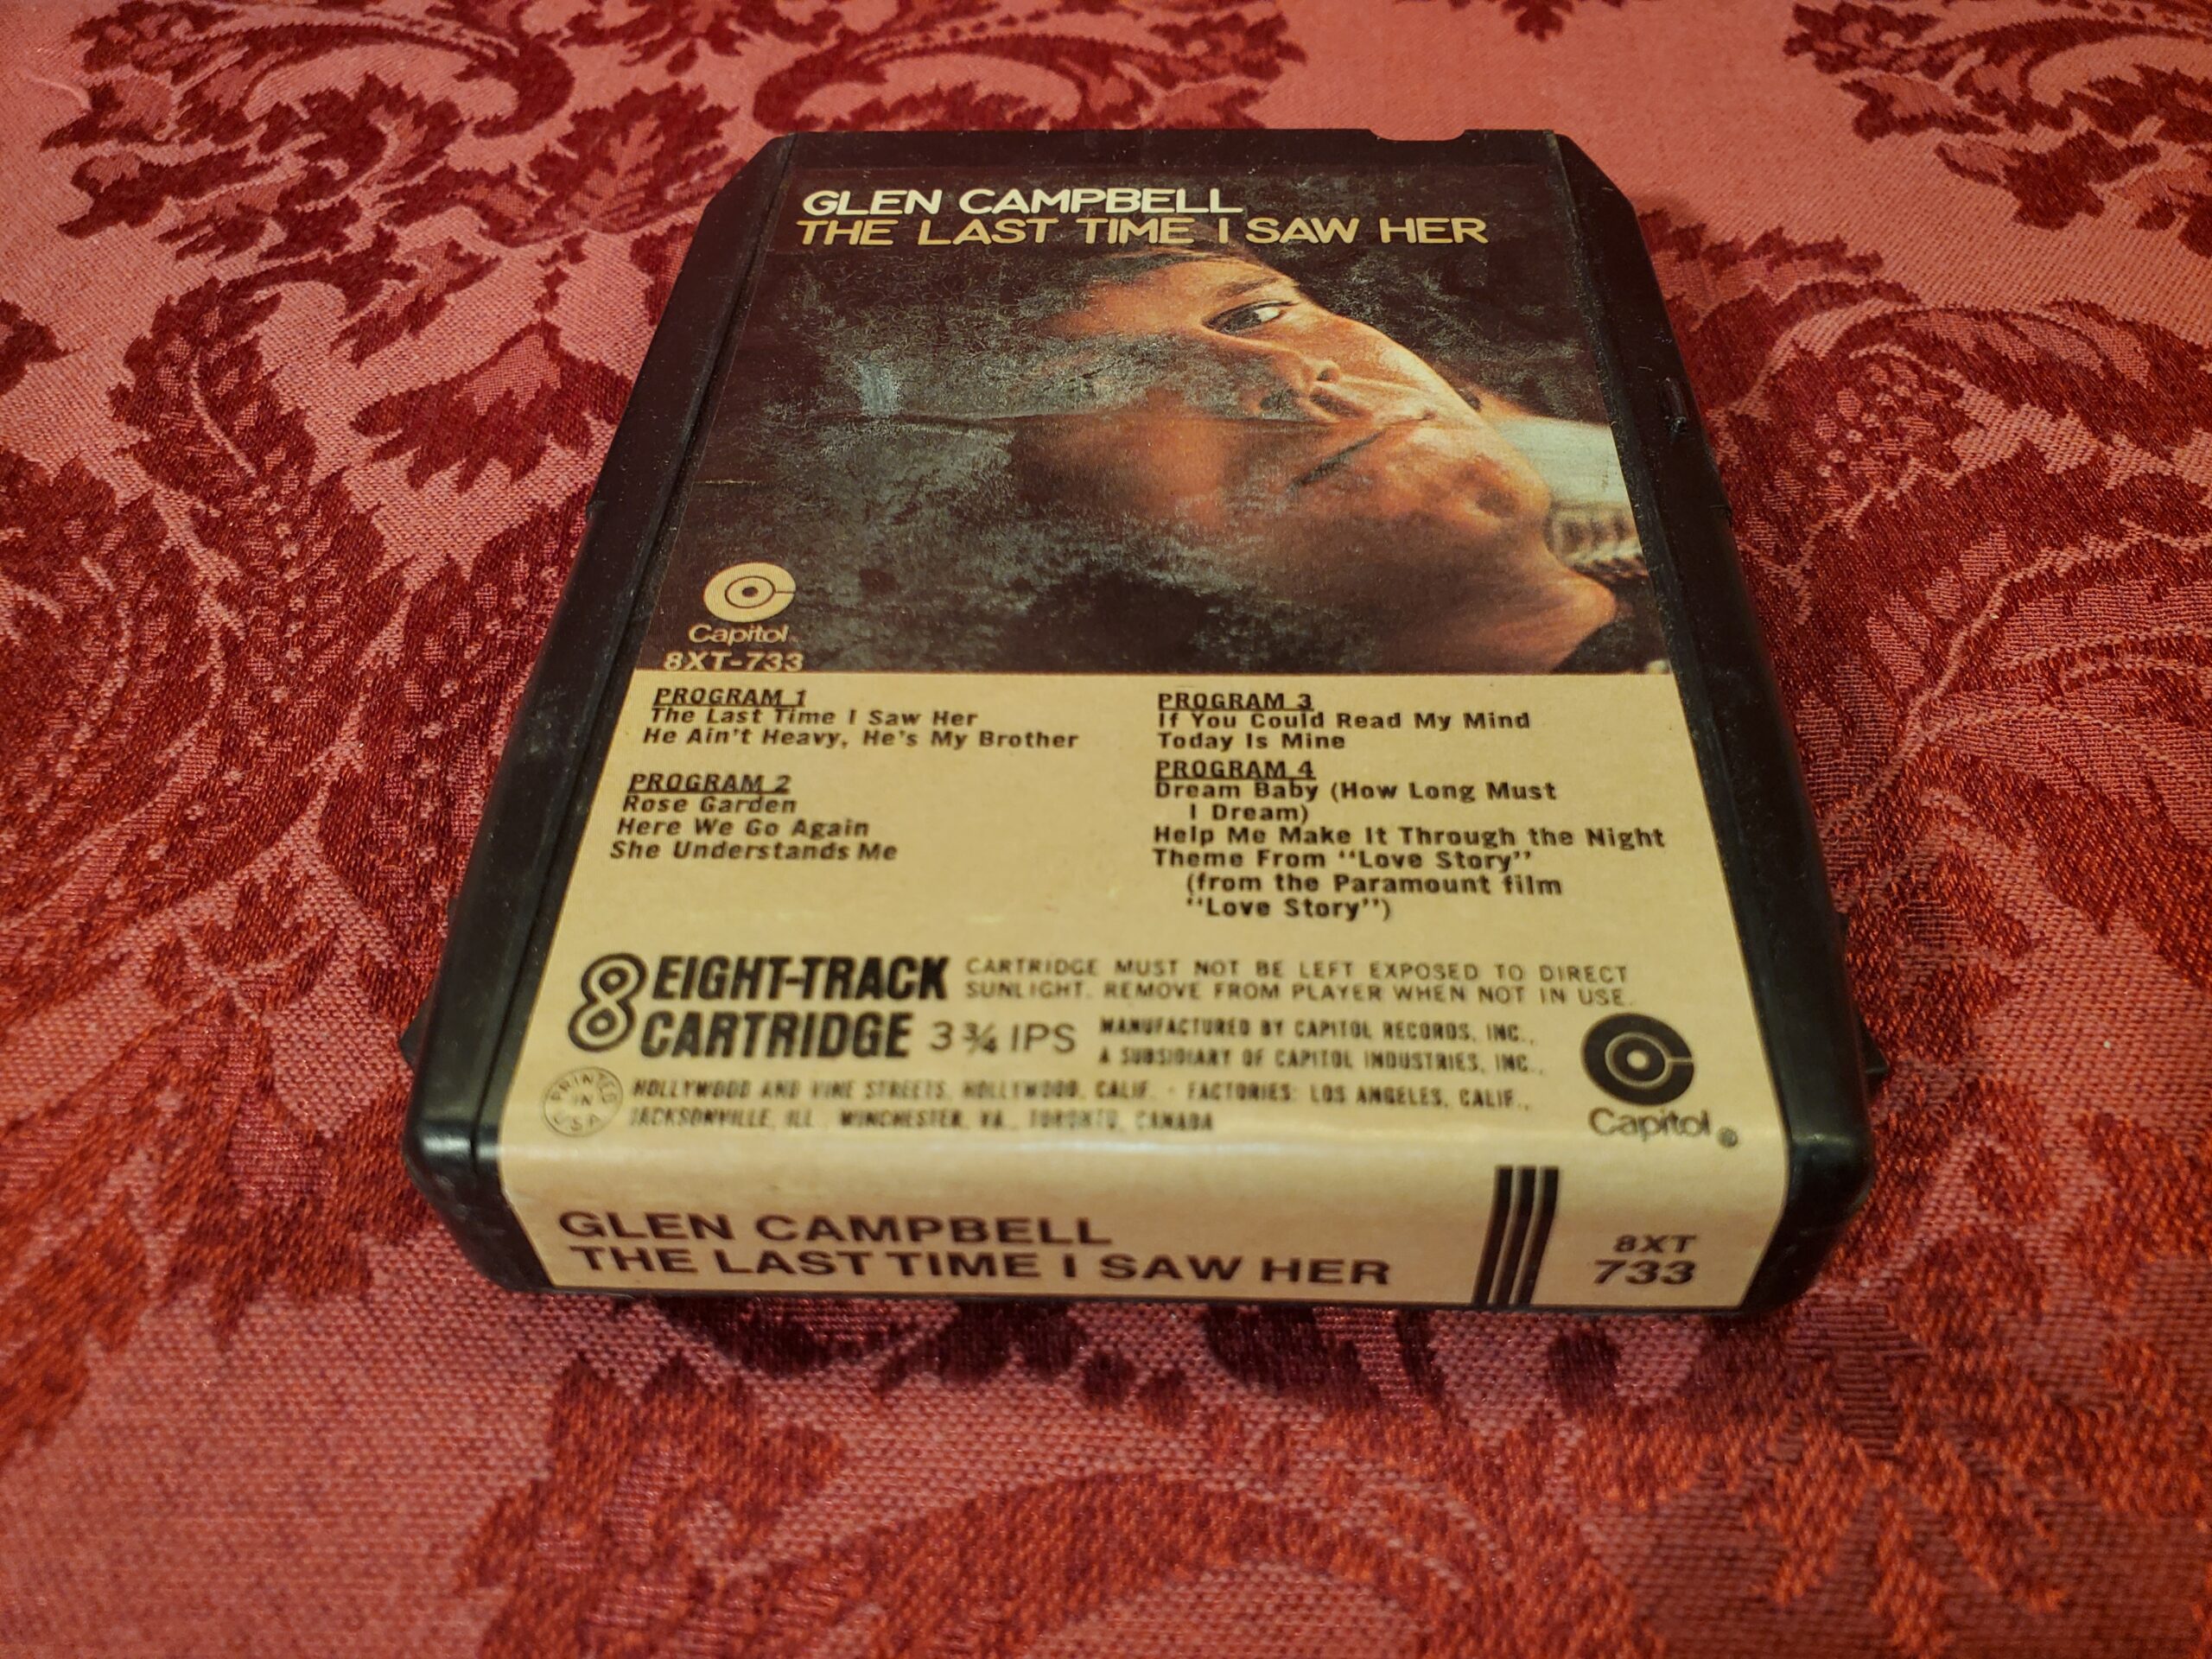 GLEN CAMPBELL
THE LAST TIME I SAW HER
Capitol
8XT-733
PROGRAM 1
The Last Time I Saw Her
He Ain't Heavy, He's My Brother
PROGRAM 2
Rose Garden
Here We Go Again
She Understands Me
PROGRAM 3
If You Could Read My Mind
Today Is Mine
PROGRAM 4
Dream Baby (How Long Must
I Dream)
Help Me Make It Through the Night
Theme From "Love Story"
(from the Paramount film
"Love Story")
8 EIGHT-TRACK
CARTRIDGE 3 ¾ IPS
CARTRIDGE MUST NOT BE LEFT EXPOSED TO DIRECT
SUNLIGHT. REMOVE FROM PLAYER WHEN NOT IN USE.
MANUFACTURED BY CAPITOL RECORDS, INC.,
A SUBSIDIARY OF CAPITOL INDUSTRIES, INC.,
HOLLYWOOD AND VINE STREETS, HOLLYWOOD, CALIF. · FACTORIES: LOS ANGELES, CALIF.,
JACKSONVILLE, ILL., WINCHESTER, VA., TORONTO, CANADA
PRINTED
IN
U.S.A.
Capitol ®
GLEN CAMPBELL
THE LAST TIME I SAW HER
8XT
733